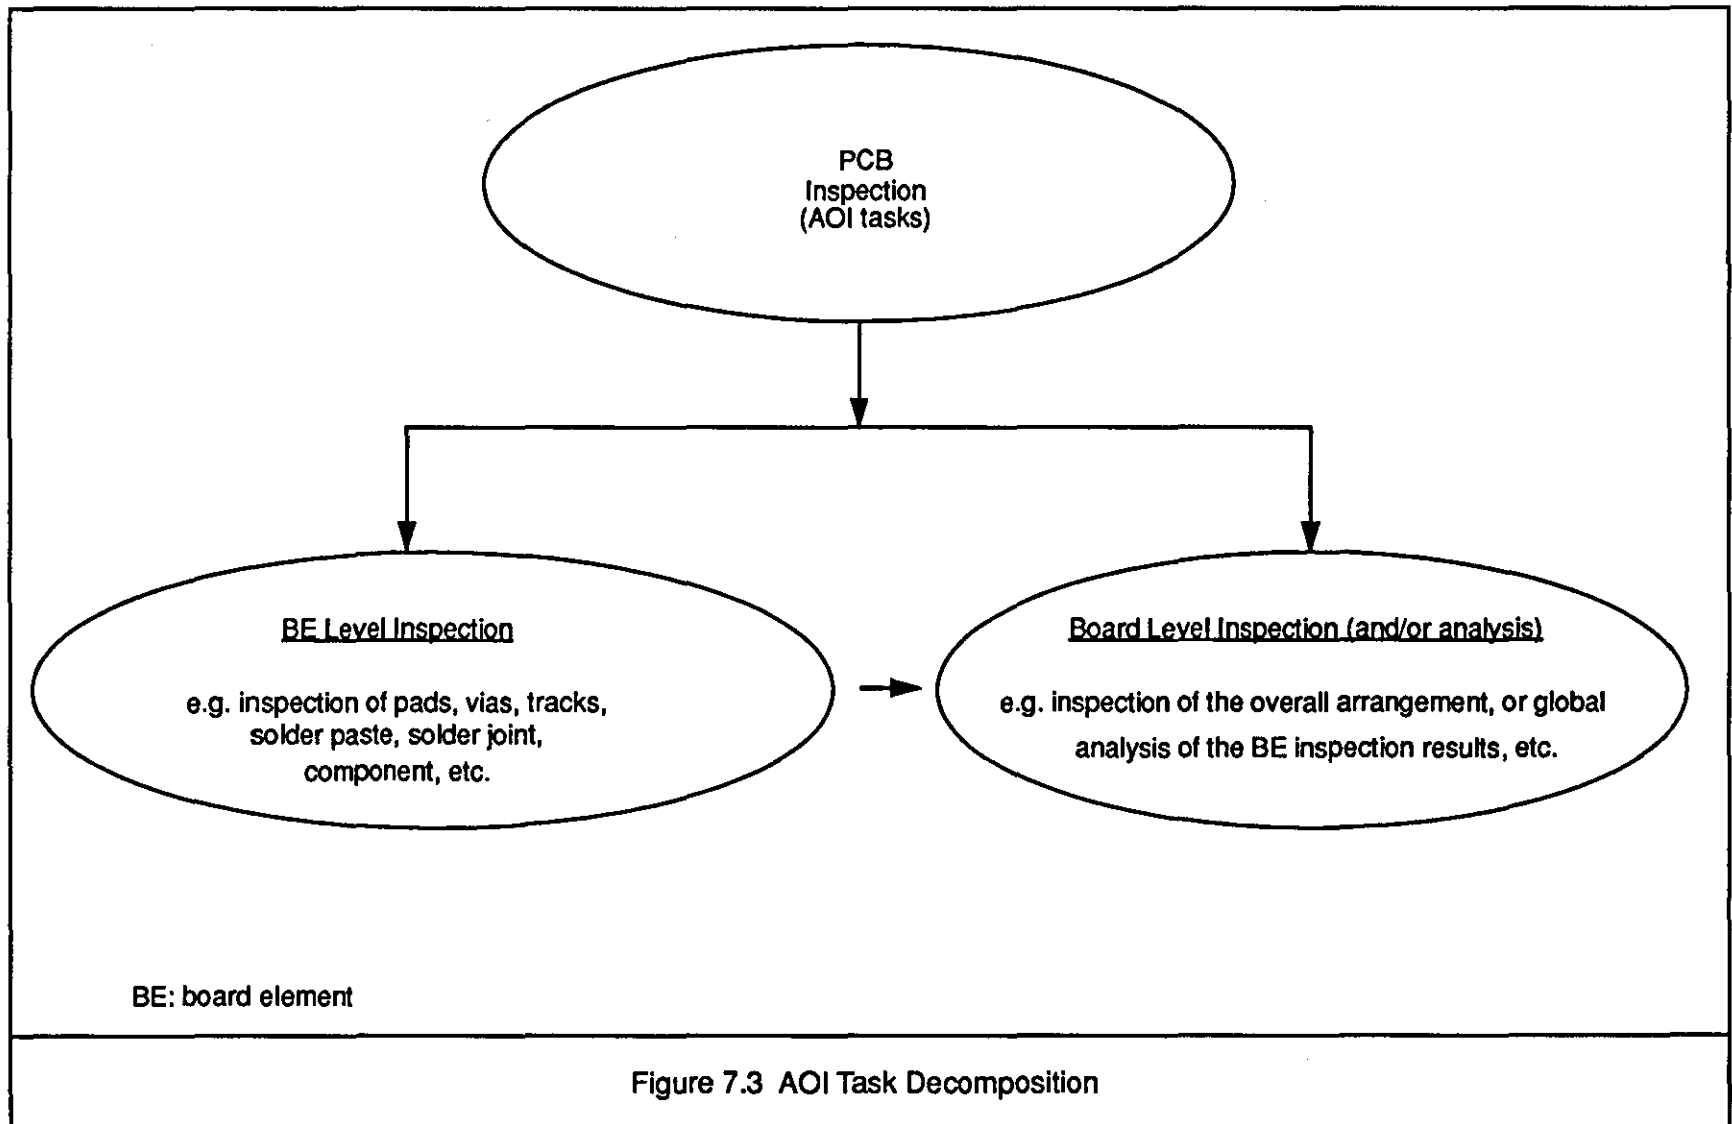 PCB
Inspection
(AOI tasks)
BE Level Inspection
e.g. inspection of pads, vias, tracks,
solder paste, solder joint,
component, etc.
Board Level Inspection (and/or analysis)
e.g. inspection of the overall arrangement, or global
analysis of the BE inspection results, etc.
BE: board element
Figure 7.3 AOI Task Decomposition